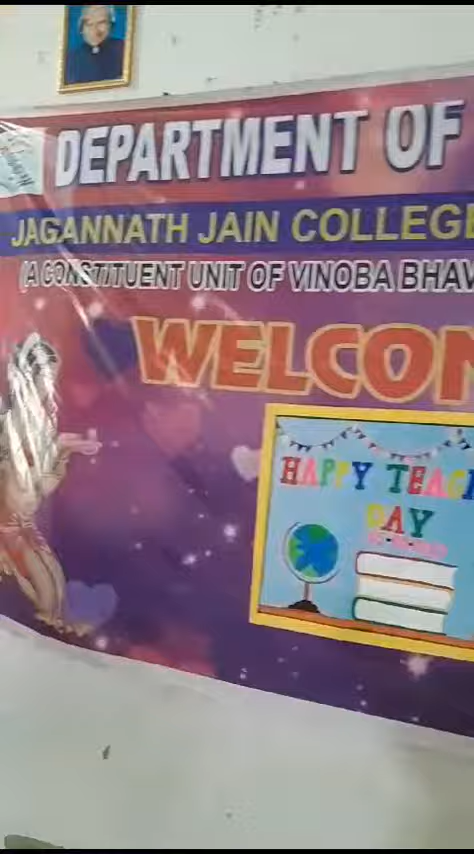 DEPARTMENT OF
JAGANNATH JAIN COLLEGE
(A CONSTITUENT UNIT OF VINOBA BHAV
WELCOM
HAPPY TEAC
DAY